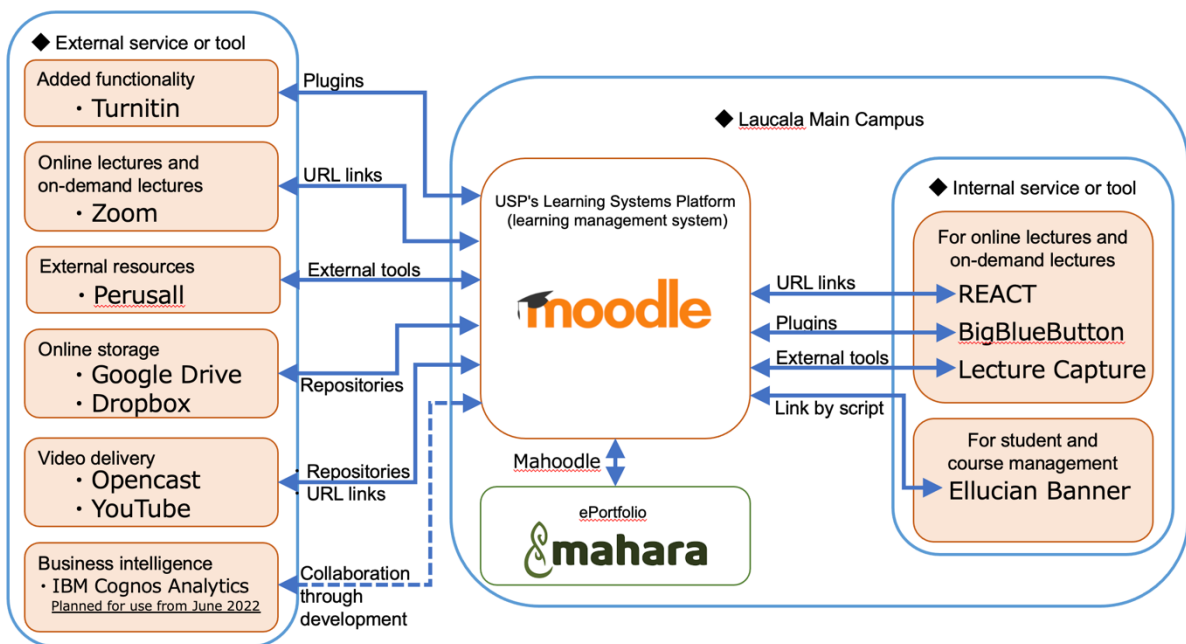 ◆ External service or tool
Added functionality
・Turnitin
Online lectures and
on-demand lectures
・Zoom
External resources
・Perusall
Online storage
・Google Drive
・Dropbox
Video delivery
・Opencast
・YouTube
Business intelligence
・IBM Cognos Analytics
Planned for use from June 2022
Plugins
URL links
External tools
Repositories
・Repositories
・URL links
Collaboration
through
development
◆ Laucala Main Campus
USP's Learning Systems Platform
(learning management system)
moodle
Mahoodle
ePortfolio
mahara
URL links
Plugins
External tools
Link by script
◆ Internal service or tool
For online lectures and
on-demand lectures
REACT
BigBlueButton
Lecture Capture
For student and
course management
Ellucian Banner